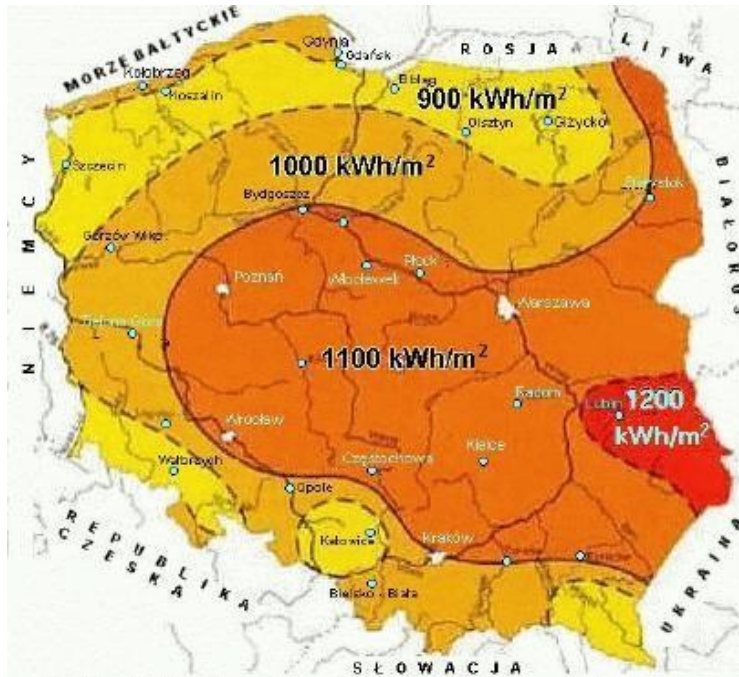 MORZE BAŁTYCKIE
ROSJA
LITWA
Gdynia
Gdańsk
Kołobrzeg
Koszalin
Elbląg
900 kWh/m²
Olsztyn
Giżycko
Szczecin
1000 kWh/m²
BIAŁORUŚ
Białystok
Bydgoszcz
Gorzów Wlkp.
NIEMCY
Płock
Poznań
Włocławek
Warszawa
Zielona Góra
1100 kWh/m²
Radom
Lublin
1200
kWh/m²
Wrocław
Kielce
Wałbrzych
Częstochowa
Opole
REPUBLIKA
CZESKA
Katowice
Kraków
UKRAINA
Bielsko - Biała
SŁOWACJA